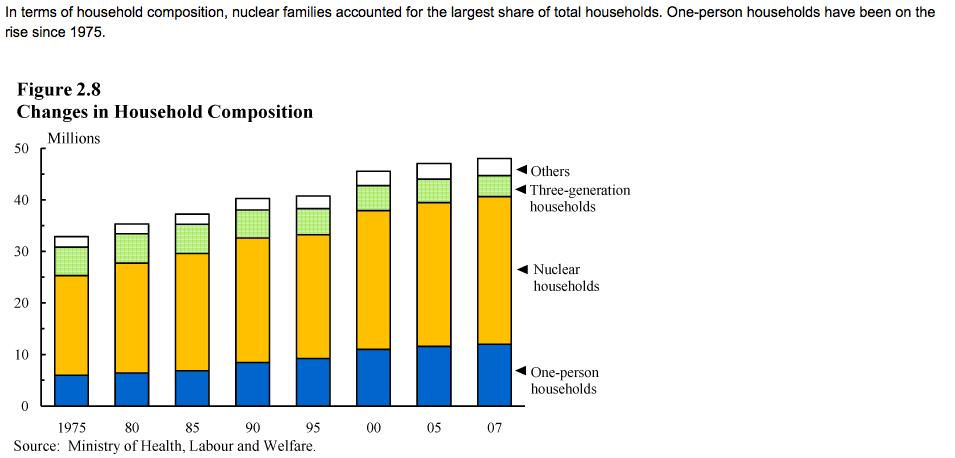 In terms of household composition, nuclear families accounted for the largest share of total households. One-person households have been on the
rise since 1975.
Figure 2.8
Changes in Household Composition
Millions
50
40
30
20
10
0
Others
Three-generation
households
Nuclear
households
One-person
households
1975 80 85 90 95 00 05 07
Source: Ministry of Health, Labour and Welfare.